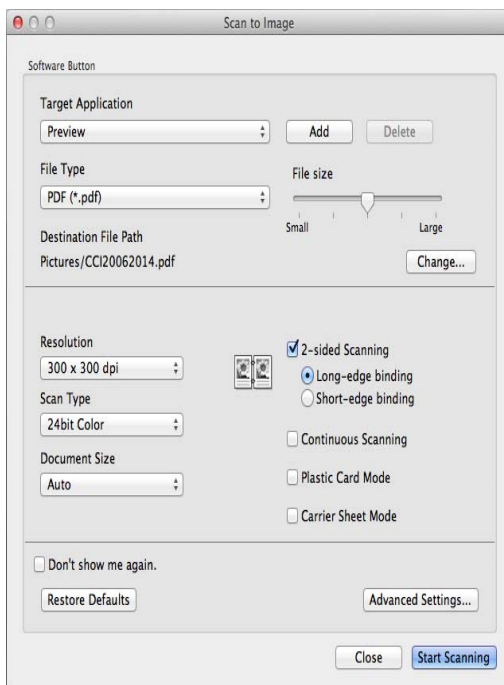 Scan to Image
Software Button
Target Application
Preview
Add
Delete
File Type
PDF (*.pdf)
File size
Small
Large
Destination File Path
Pictures/CCI20062014.pdf
Change...
Resolution
300 x 300 dpi
Scan Type
24bit Color
Document Size
Auto
2-sided Scanning
Long-edge binding
Short-edge binding
Continuous Scanning
Plastic Card Mode
Carrier Sheet Mode
Don't show me again.
Restore Defaults
Advanced Settings...
Close
Start Scanning